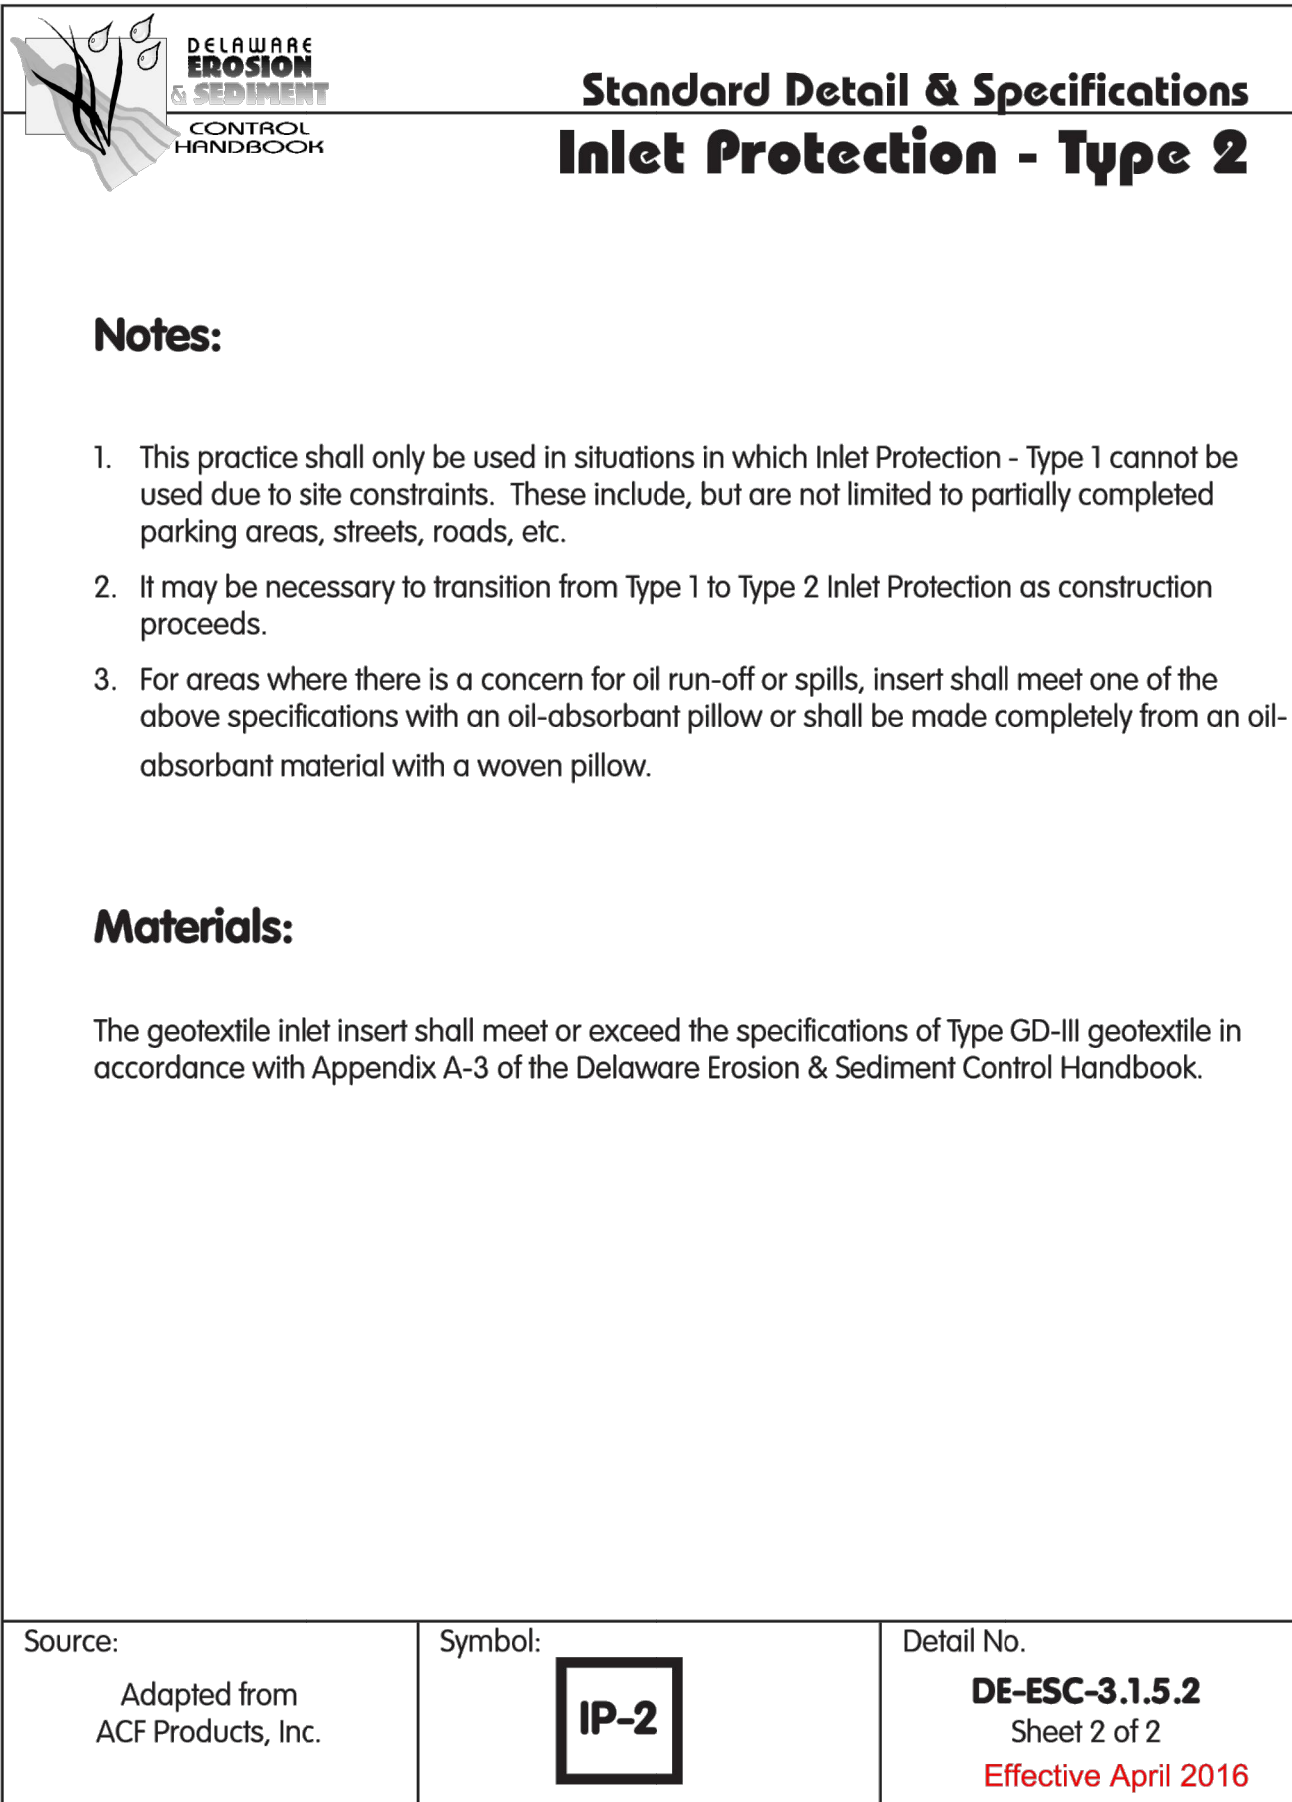 DELAWARE
EROSION
& SEDIMENT
CONTROL
HANDBOOK
Standard Detail & Specifications
Inlet Protection - Type 2
Notes:
1. This practice shall only be used in situations in which Inlet Protection - Type 1 cannot be
used due to site constraints. These include, but are not limited to partially completed
parking areas, streets, roads, etc.
2. It may be necessary to transition from Type 1 to Type 2 Inlet Protection as construction
proceeds.
3. For areas where there is a concern for oil run-off or spills, insert shall meet one of the
above specifications with an oil-absorbant pillow or shall be made completely from an oil-
absorbant material with a woven pillow.
Materials:
The geotextile inlet insert shall meet or exceed the specifications of Type GD-III geotextile in
accordance with Appendix A-3 of the Delaware Erosion & Sediment Control Handbook.
Source:
Adapted from
ACF Products, Inc.
Symbol:
IP-2
Detail No.
DE-ESC-3.1.5.2
Sheet 2 of 2
Effective April 2016